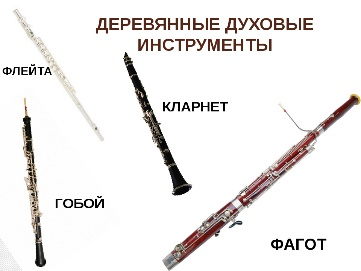 ДЕРЕВЯННЫЕ ДУХОВЫЕ
ИНСТРУМЕНТЫ
ФЛЕЙТА
КЛАРНЕТ
ГОБОЙ
ФАГОТ